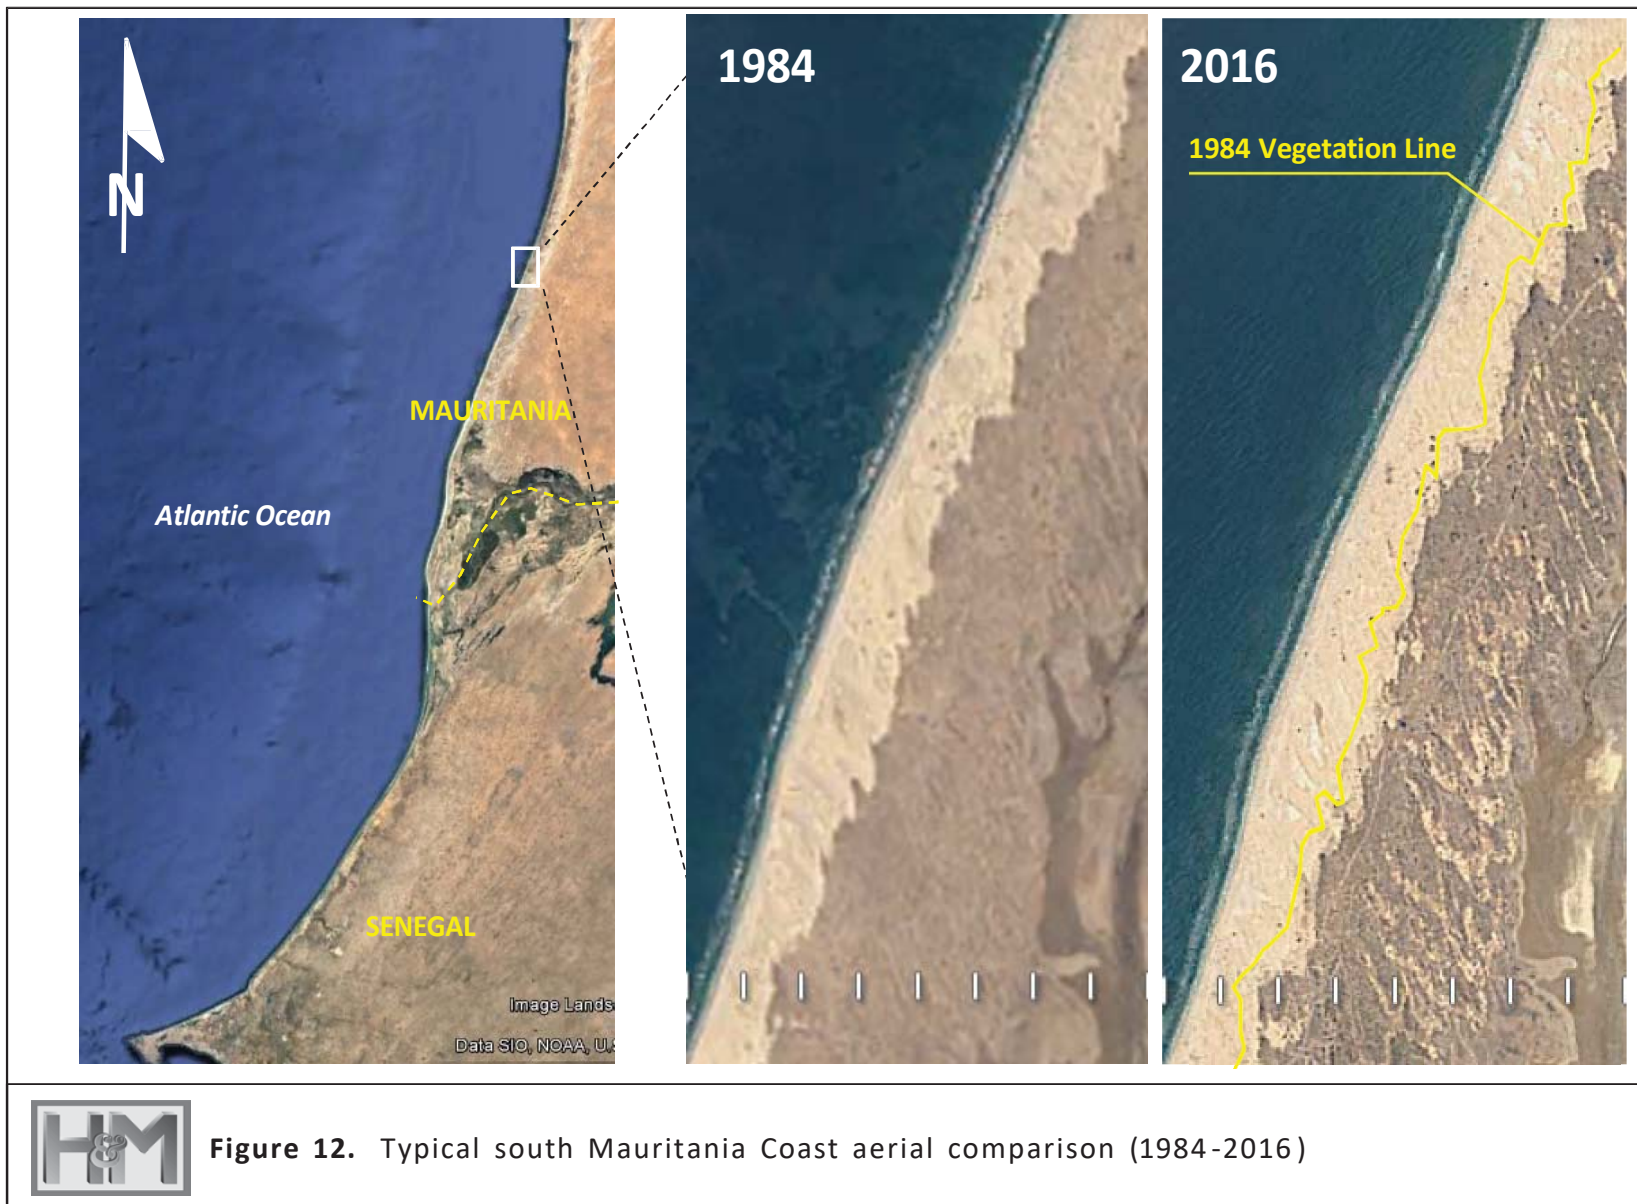 N
MAURITANIA
Atlantic Ocean
SENEGAL
Image Lands
Data SIO, NOAA, U.S
1984
2016
1984 Vegetation Line
H&M
Figure 12. Typical south Mauritania Coast aerial comparison (1984-2016)